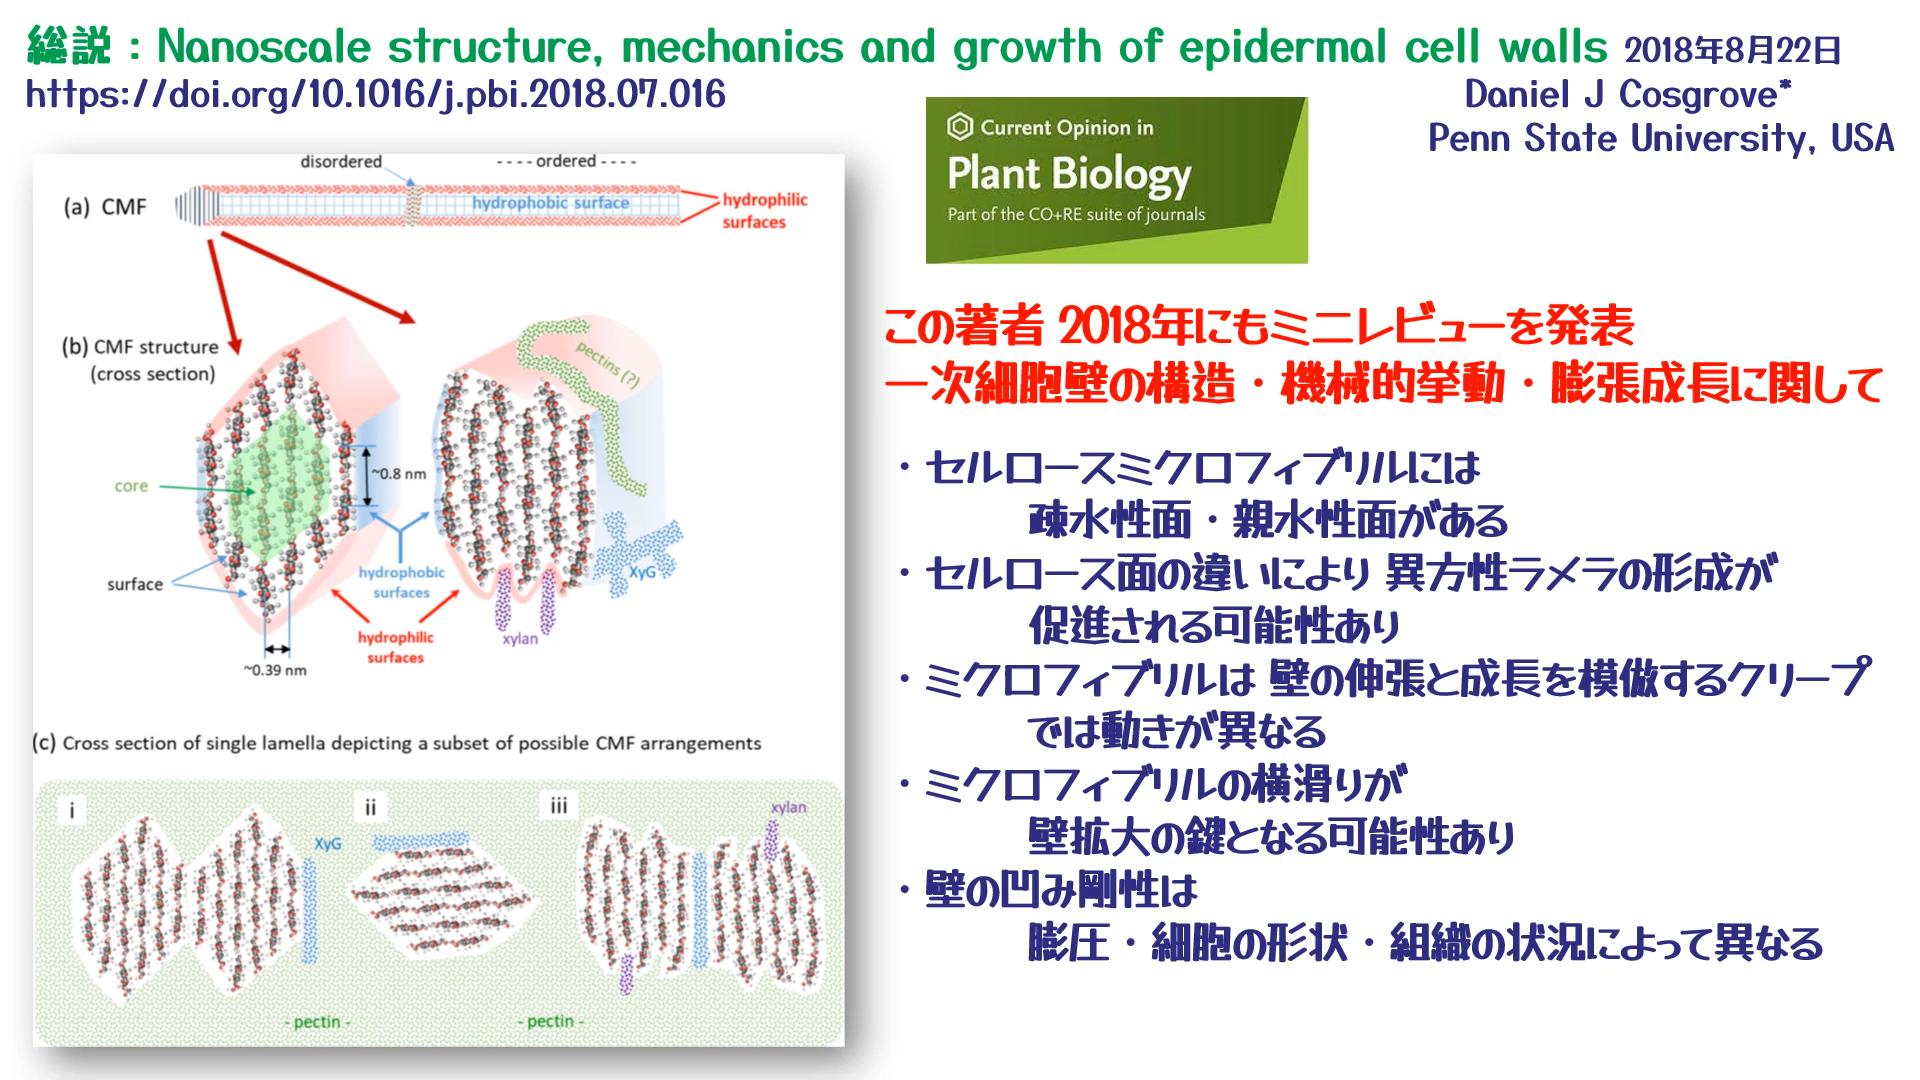 総説：Nanoscale structure, mechanics and growth of epidermal cell walls 2018年8月22日
https://doi.org/10.1016/j.pbi.2018.07.016
Daniel J Cosgrove*
Penn State University, USA
Current Opinion in
Plant Biology
Part of the CO+RE suite of journals
disordered
---- ordered ----
(a) CMF
hydrophobic surface
hydrophilic
surfaces
(b) CMF structure
(cross section)
pectins (?)
~0.8 nm
core
surface
hydrophobic
surfaces
XyG
hydrophilic
surfaces
xylan
~0.39 nm
(c) Cross section of single lamella depicting a subset of possible CMF arrangements
i
ii
iii
xylan
XyG
- pectin -
- pectin -
この著者 2018年にもミニレビューを発表
一次細胞壁の構造・機械的挙動・膨張成長に関して
・セルロースミクロフィブリルには
疎水性面・親水性面がある
・セルロース面の違いにより 異方性ラメラの形成が
促進される可能性あり
・ミクロフィブリルは 壁の伸張と成長を模倣するクリープ
では動きが異なる
・ミクロフィブリルの横滑りが
壁拡大の鍵となる可能性あり
・壁の凹み剛性は
膨圧・細胞の形状・組織の状況によって異なる